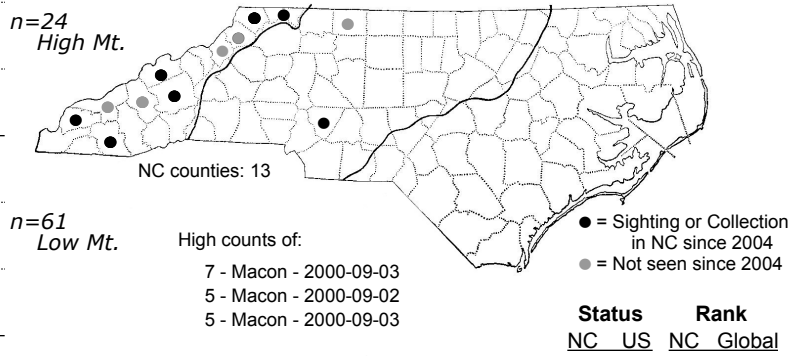 n=24
High Mt.
NC counties: 13
n=61
Low Mt.
High counts of:
7 - Macon - 2000-09-03
5 - Macon - 2000-09-02
5 - Macon - 2000-09-03
● = Sighting or Collection
in NC since 2004
● = Not seen since 2004
Status Rank
NC US NC Global